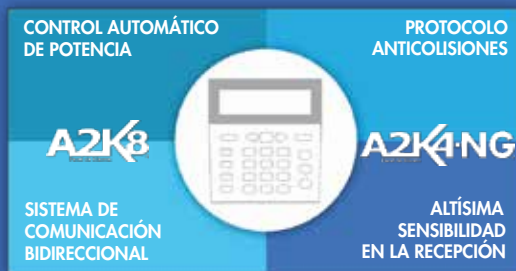 CONTROL AUTOMÁTICO
DE POTENCIA
PROTOCOLO
ANTICOLISIONES
A2K8
A2K4·NG
SISTEMA DE
COMUNICACIÓN
BIDIRECCIONAL
ALTÍSIMA
SENSIBILIDAD
EN LA RECEPCIÓN